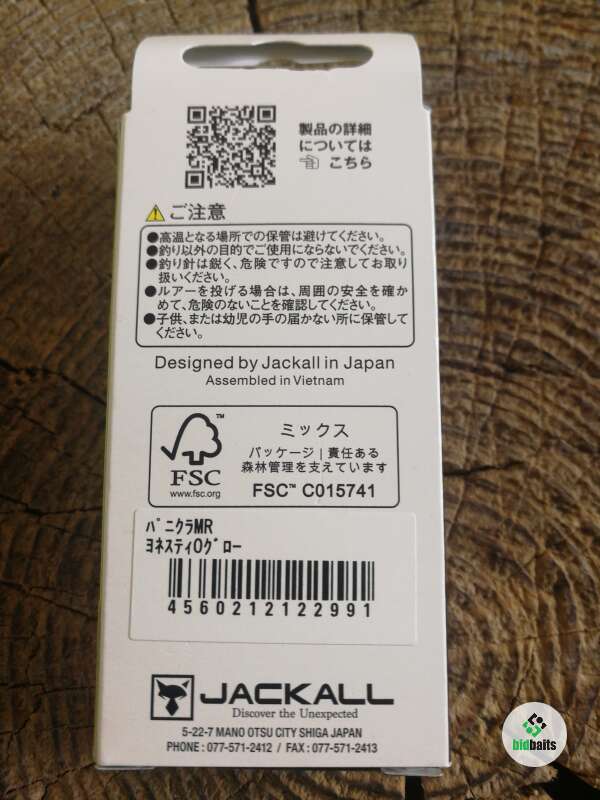 製品の詳細
については
こちら
ご注意
●高温となる場所での保管は避けてください。
●釣り以外の目的でご使用にならないでください。
●釣り針は鋭く、危険ですので注意してお取り
扱いください。
●ルアーを投げる場合は、周囲の安全を確か
めて、危険のないことを確認してください。
●子供、または幼児の手の届かない所に保管して
ください。
Designed by Jackall in Japan
Assembled in Vietnam
FSC
www.fsc.org
ミックス
パッケージ|責任ある
森林管理を支えています
FSC™ C015741
ﾊﾞﾆｸﾗMR
ﾖﾈｽﾃｨOｸﾞﾛｰ
4560212122991
JACKALL
Discover the Unexpected
5-22-7 MANO OTSU CITY SHIGA JAPAN
PHONE : 077-571-2412 / FAX : 077-571-2413
bidbaits